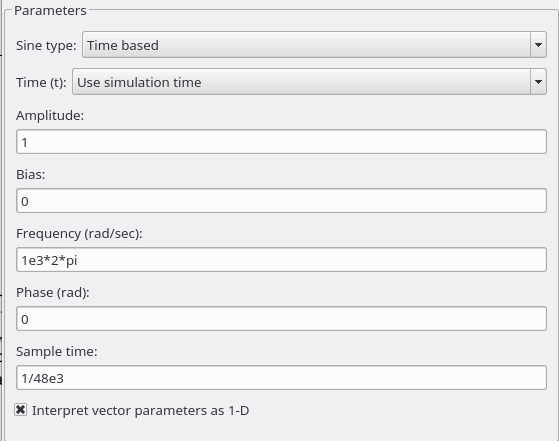 Parameters
Sine type: Time based
Time (t): Use simulation time
Amplitude:
1
Bias:
0
Frequency (rad/sec):
1e3*2*pi
Phase (rad):
0
Sample time:
1/48e3
Interpret vector parameters as 1-D